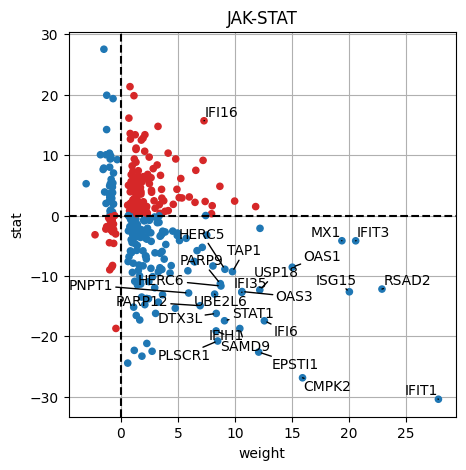 JAK-STAT
30
20
10
0
−10
−20
−30
stat
IFI16
HERC5
MX1
IFIT3
TAP1
OAS1
PARP9
USP18
HERC6
IFI35
ISG15
RSAD2
PNPT1
PARP12
UBE2L6
OAS3
DTX3L
STAT1
IFI6
IFIH1
PLSCR1
SAMD9
EPSTI1
CMPK2
IFIT1
0
5
10
15
20
25
weight